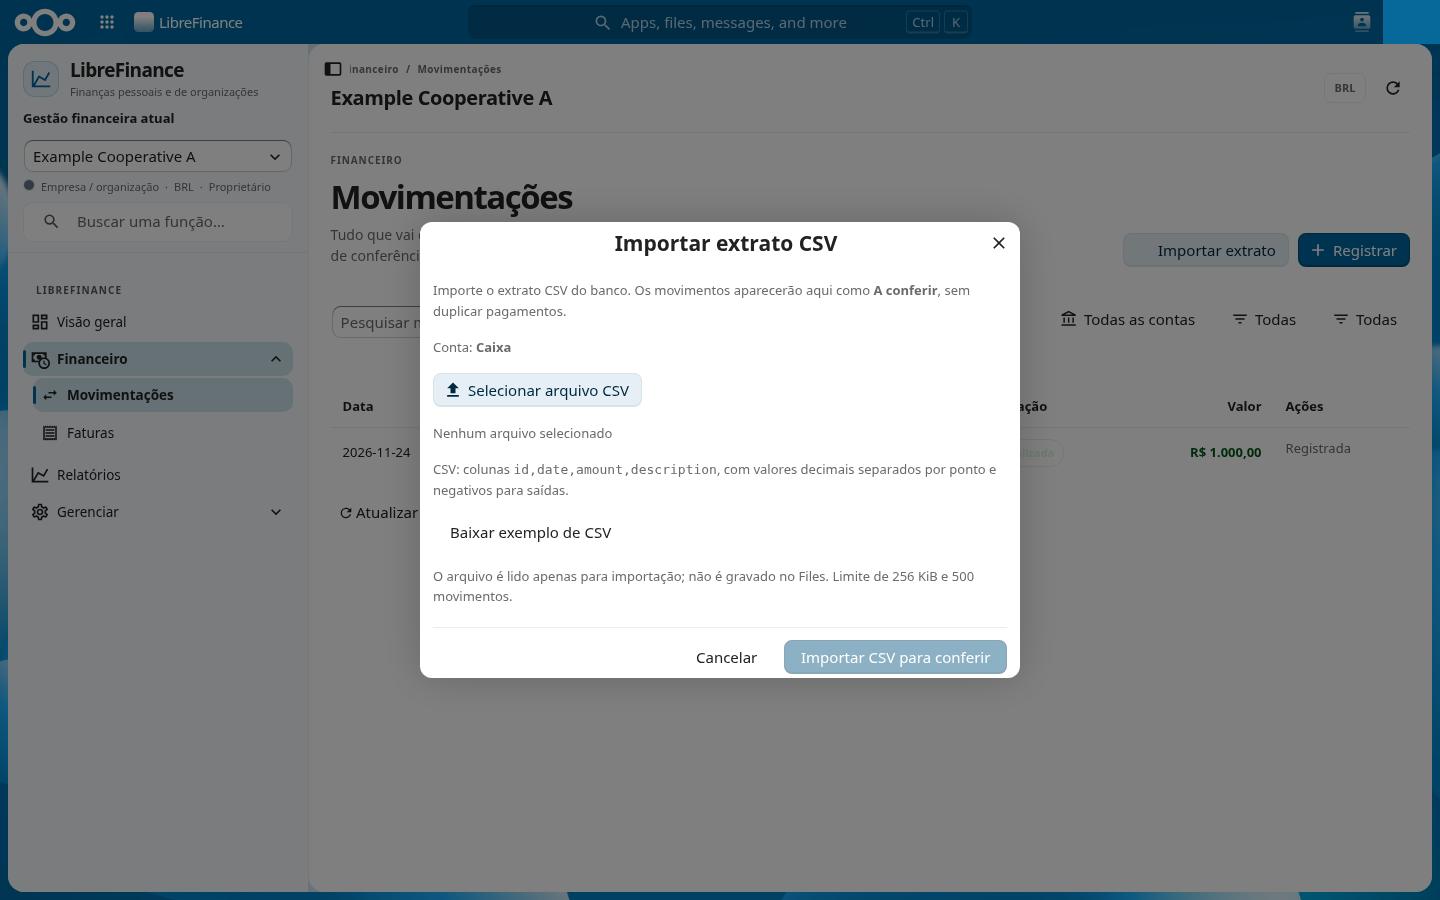 LibreFinance
Apps, files, messages, and more
Ctrl
K
LibreFinance
Finanças pessoais e de organizações
Gestão financeira atual
Example Cooperative A
Empresa / organização · BRL · Proprietário
Buscar uma função...
LIBREFINANCE
Visão geral
Financeiro
Movimentações
Faturas
Relatórios
Gerenciar
/ Movimentações
Example Cooperative A
BRL
FINANCEIRO
Movimentações
Tudo que vai
de conferênci
Importar extrato
Registrar
Pesquisar
Todas as contas
Todas
Todas
Data
Valor
Ações
2026-11-24
R$ 1.000,00
Registrada
Atualizar
Importar extrato CSV
Importe o extrato CSV do banco. Os movimentos aparecerão aqui como A conferir, sem
duplicar pagamentos.
Conta: Caixa
Selecionar arquivo CSV
Nenhum arquivo selecionado
CSV: colunas id,date,amount,description, com valores decimais separados por ponto e
negativos para saídas.
Baixar exemplo de CSV
O arquivo é lido apenas para importação; não é gravado no Files. Limite de 256 KiB e 500
movimentos.
Cancelar
Importar CSV para conferir